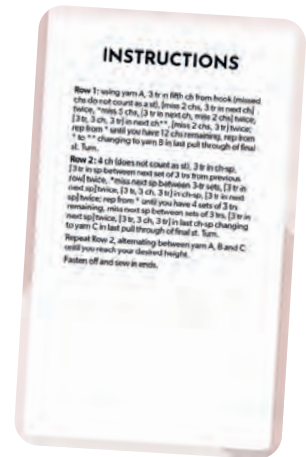 INSTRUCTIONS
Row 1: using yarn A, 3 tr in fifth ch from hook (missed
chs do not count as a st), [miss 2 chs, 3 tr in next ch]
twice, *miss 5 chs, [3 tr in next ch, miss 2 chs] twice,
[3 tr, 3 ch, 3 tr] in next ch**, [miss 2 chs, 3 tr] twice;
rep from * until you have 12 chs remaining, rep from
* to ** changing to yarn B in last pull through of final
st. Turn.
Row 2: 4 ch (does not count as st), 3 tr in ch-sp,
[3 tr in sp between next set of 3 trs from previous
row] twice, *miss next sp between 3-tr sets, [3 tr in
next sp] twice, [3 tr, 3 ch, 3 tr] in ch-sp, [3 tr in next
sp] twice; rep from * until you have 4 sets of 3 trs
remaining, miss next sp between sets of 3 trs, [3 tr in
next sp] twice, [3 tr, 3 ch, 3 tr] in last ch-sp changing
to yarn C in last pull through of final st. Turn.
Repeat Row 2, alternating between yarn A, B and C
until you reach your desired height.
Fasten off and sew in ends.